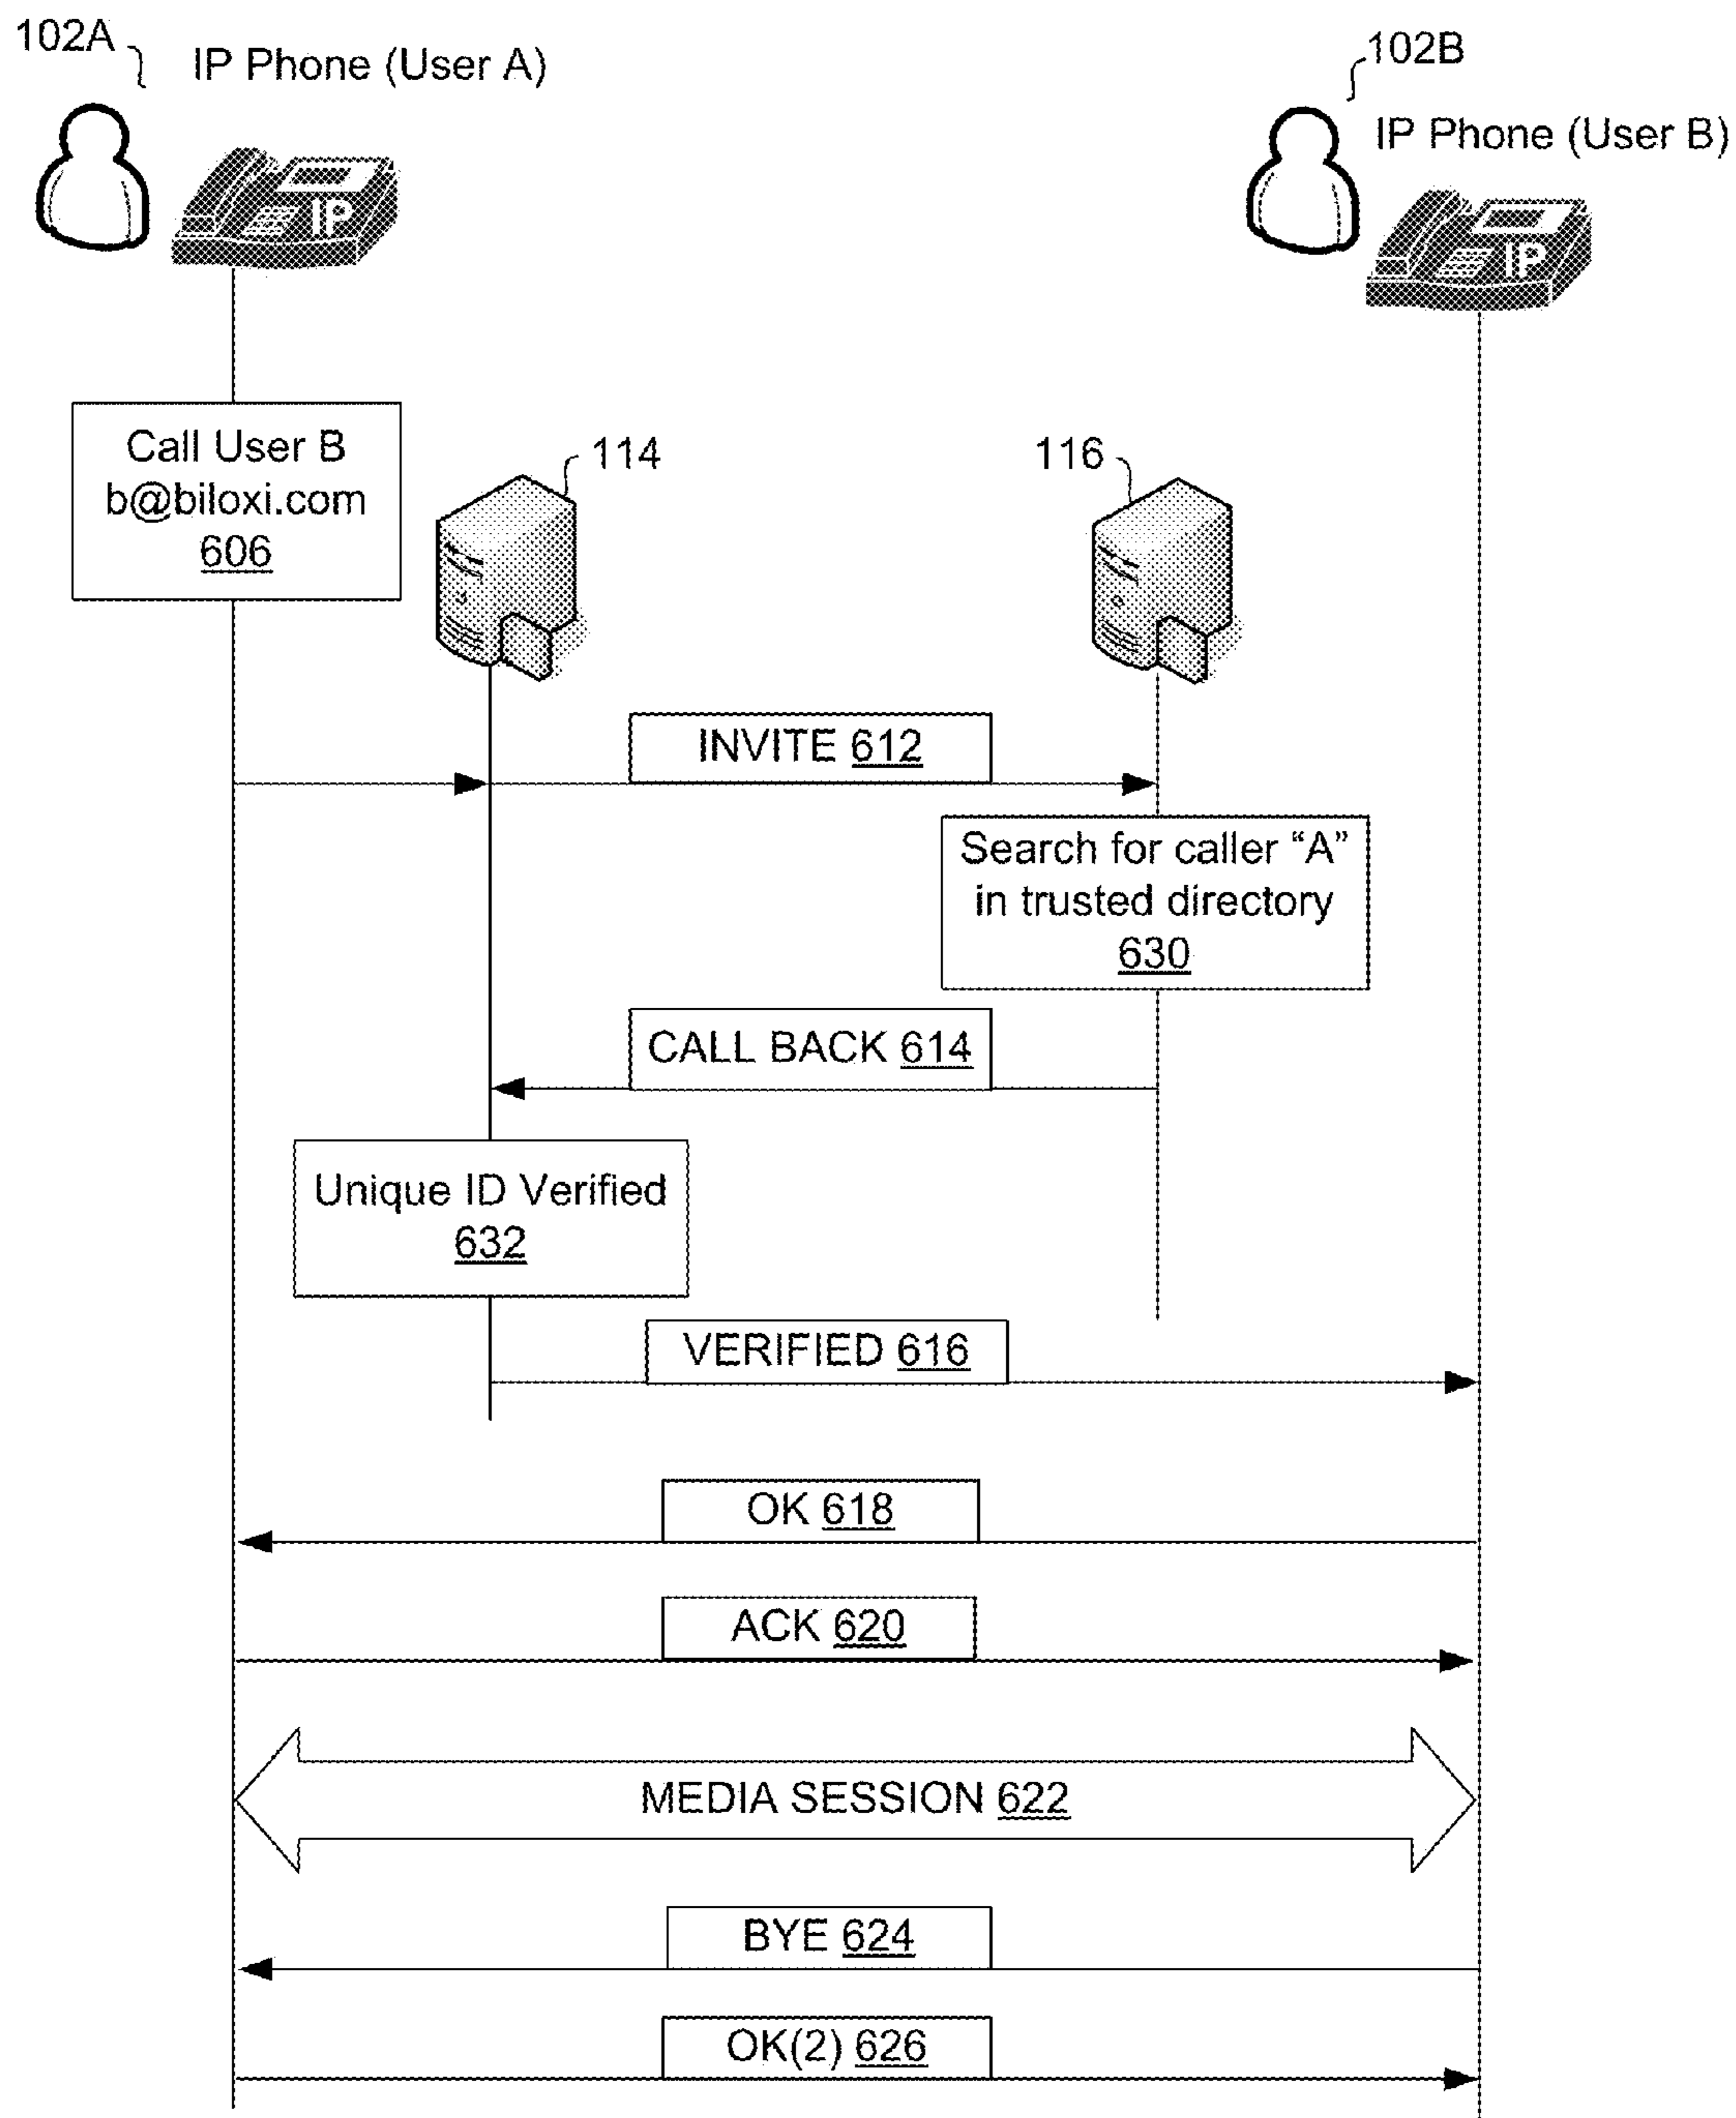 102A
IP Phone (User A)
102B
IP Phone (User B)
IP
IP
Call User B
b@biloxi.com
606
114
116
INVITE 612
Search for caller “A”
in trusted directory
630
CALL BACK 614
Unique ID Verified
632
VERIFIED 616
OK 618
ACK 620
MEDIA SESSION 622
BYE 624
OK(2) 626